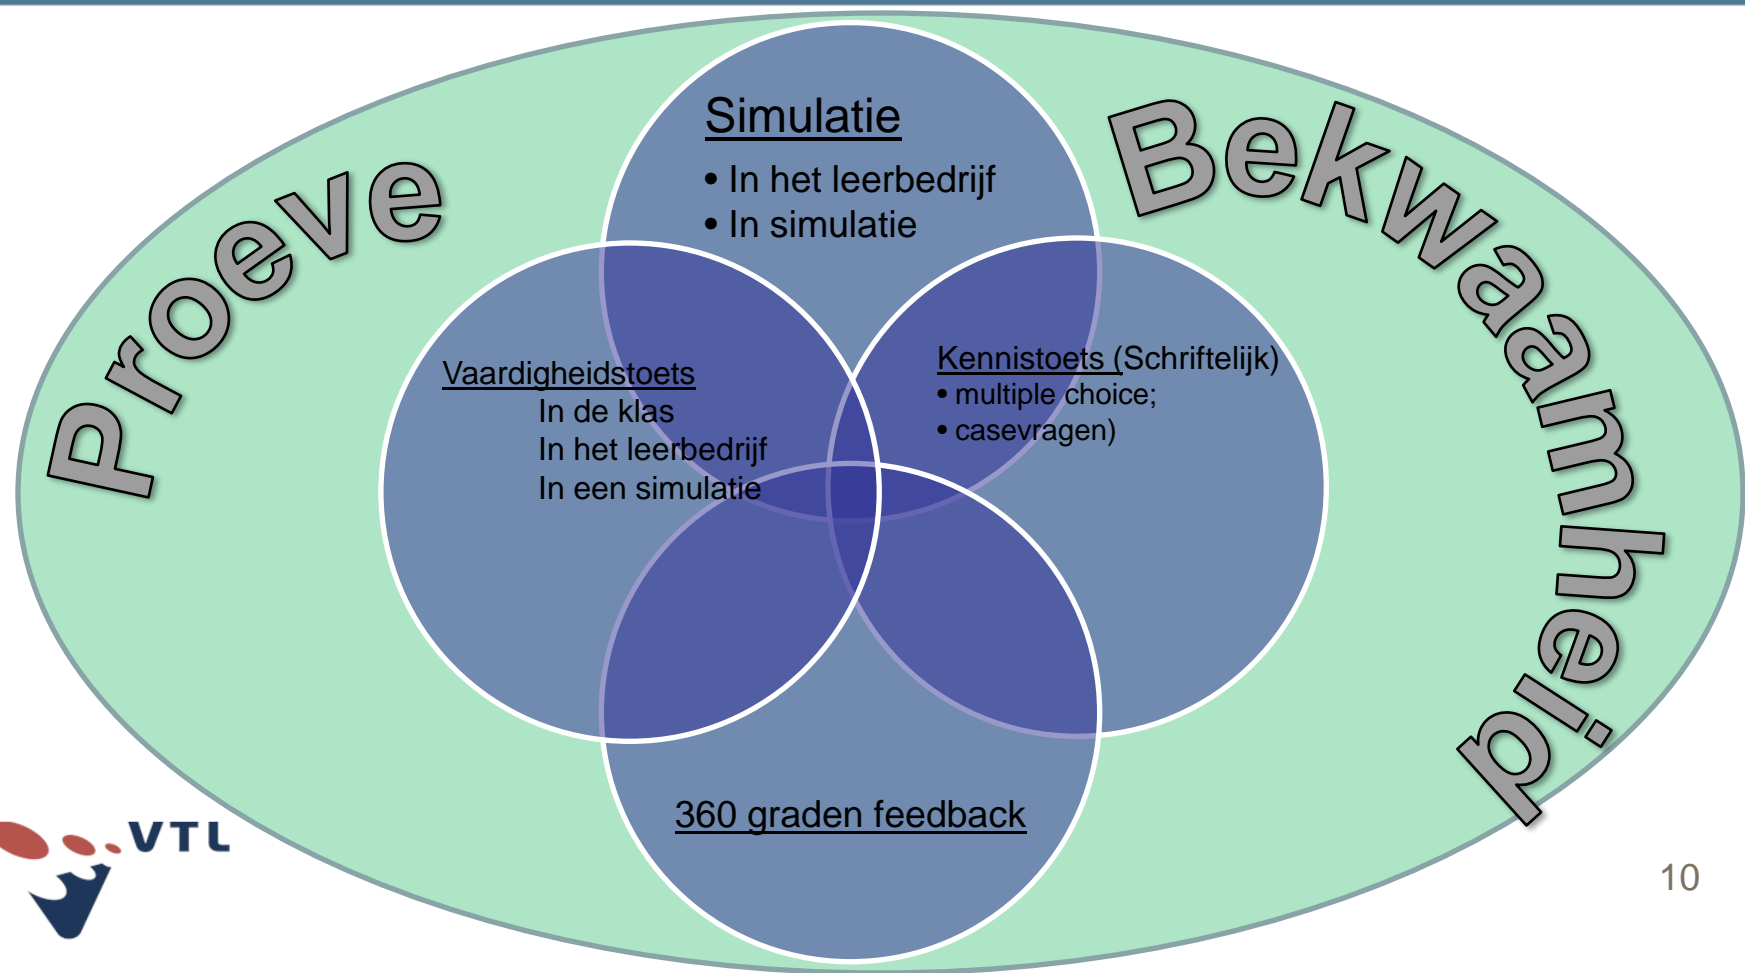 Proeve
Bekwaamheid
Simulatie
• In het leerbedrijf
• In simulatie
Vaardigheidstoets
In de klas
In het leerbedrijf
In een simulatie
Kennistoets (Schriftelijk)
• multiple choice;
• casevragen)
360 graden feedback
VTL
10